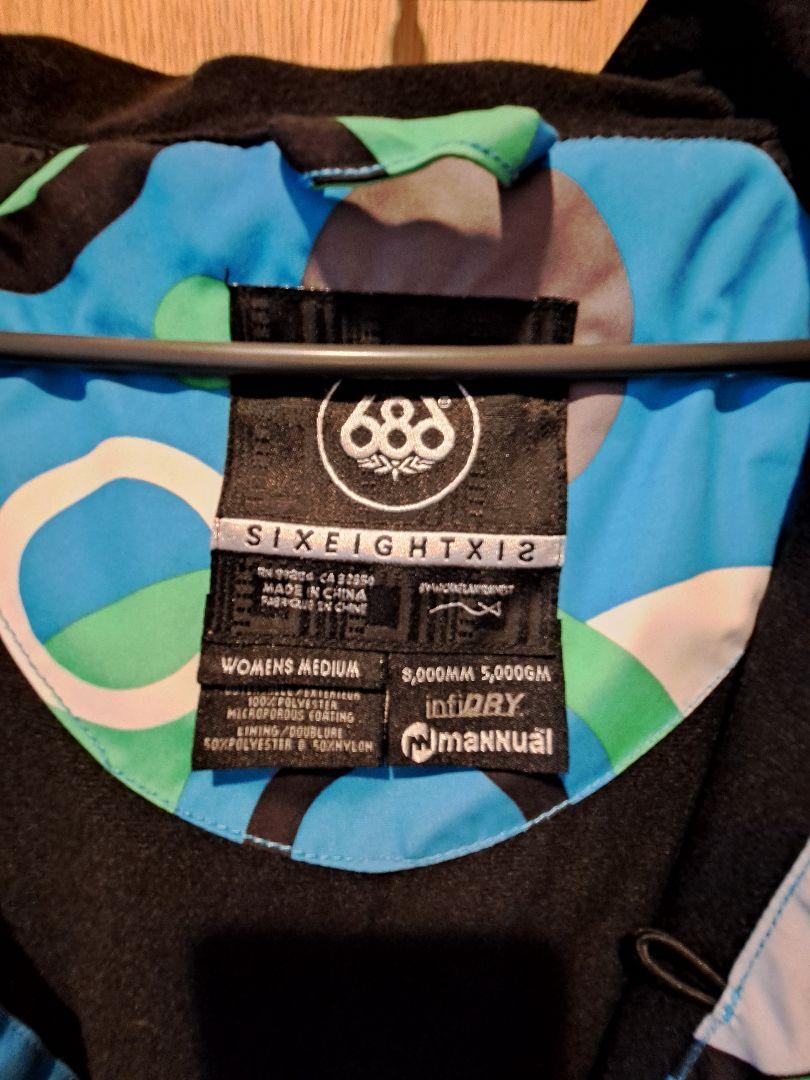 686
SIXEIGHTXIS
MADE IN CHINA
FABRIQUE EN CHINE
WOMENS MEDIUM
100%POLYESTER
MICROPOROUS COATING
LINING/DOUBLURE
50%POLYESTER & 50%NYLON
8,000MM 5,000GM
infiDRY
maNNual